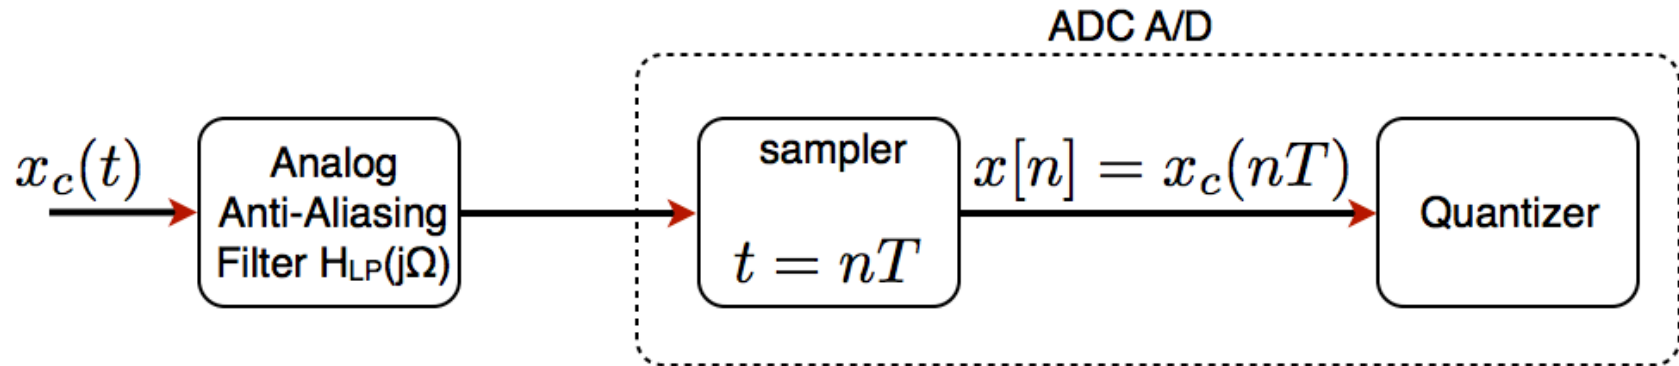 ADC A/D
x_c(t)
Analog
Anti-Aliasing
Filter H_LP(jΩ)
sampler
t = nT
x[n] = x_c(nT)
Quantizer